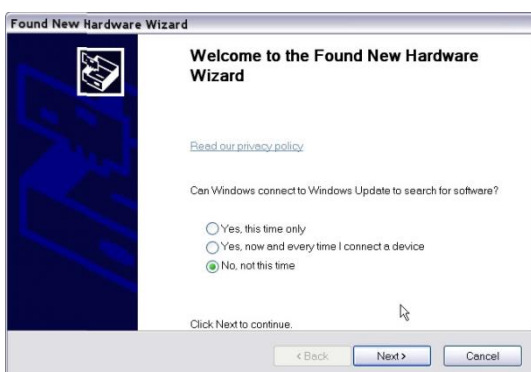 Found New Hardware Wizard
Welcome to the Found New Hardware
Wizard
Read our privacy policy
Can Windows connect to Windows Update to search for software?
Yes, this time only
Yes, now and every time I connect a device
No, not this time
Click Next to continue.
< Back
Next >
Cancel